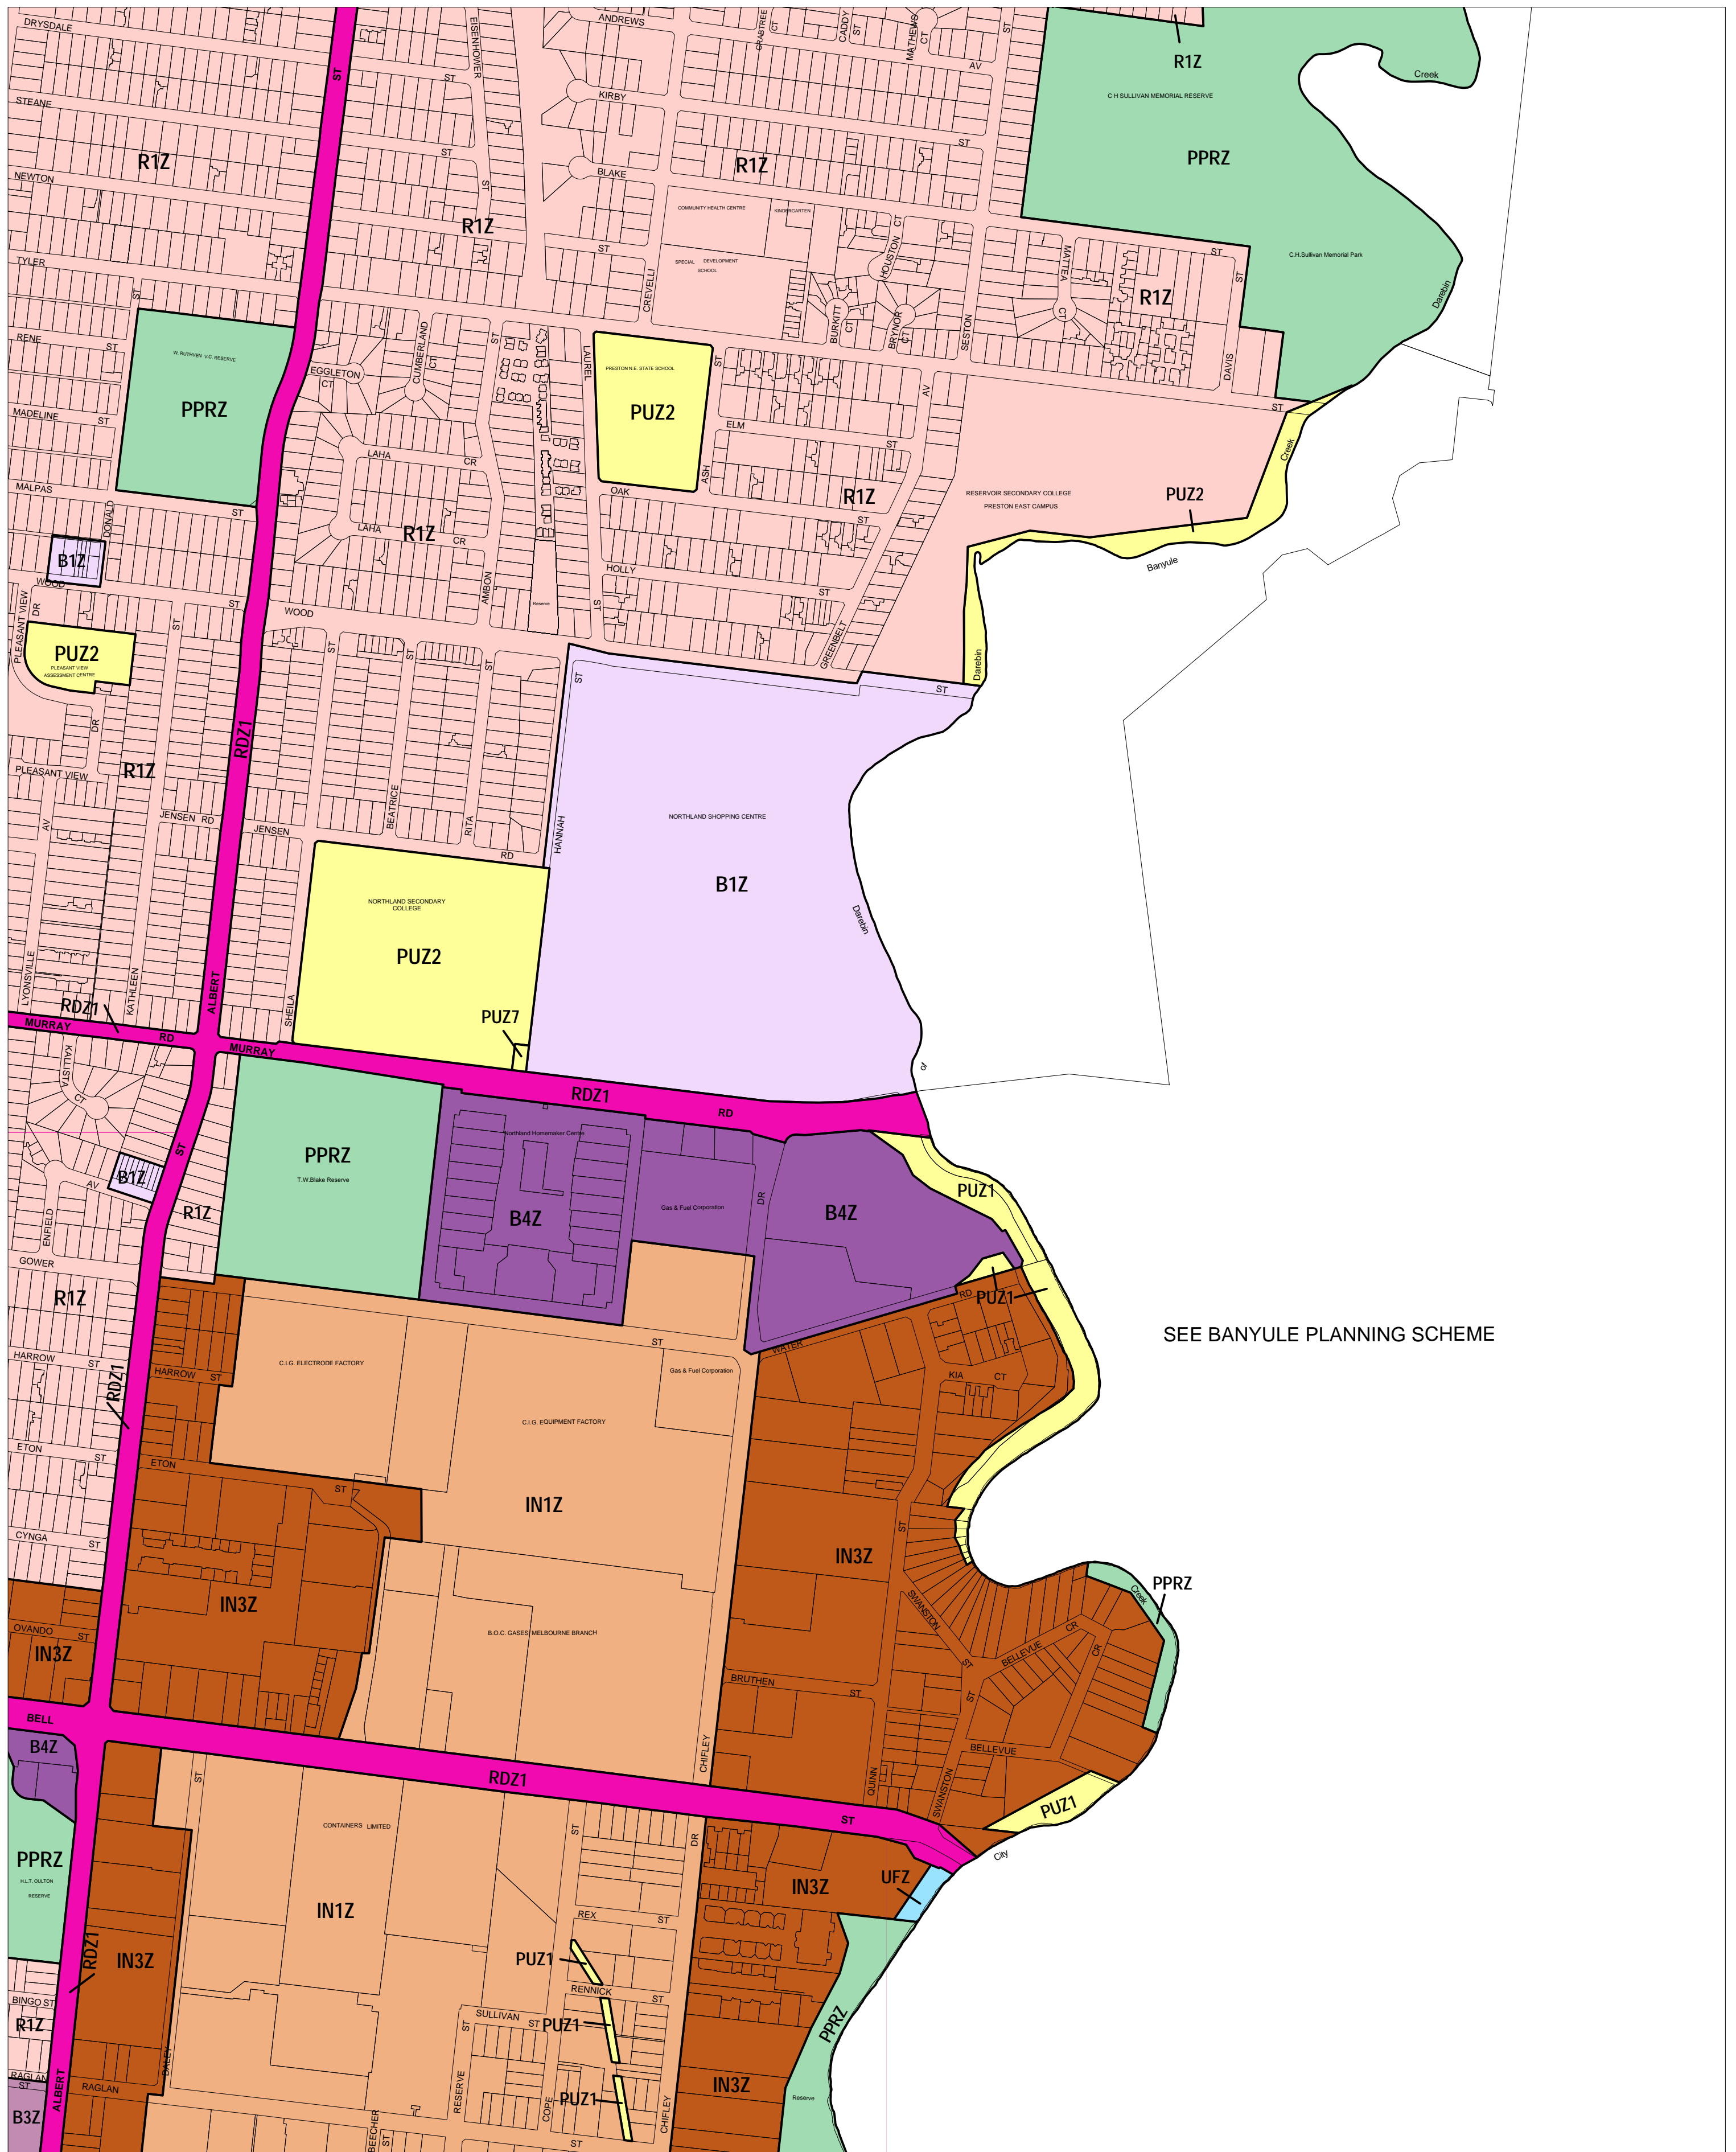 DRYSDALE
ST
EISENHOWER
ANDREWS
CRABTREE
CT
CADDY
ST
MATHEWS
CT
ST
AV
R1Z
Creek
ST
KIRBY
C H SULLIVAN MEMORIAL RESERVE
STEANE
ST
ST
R1Z
R1Z
PPRZ
BLAKE
NEWTON
ST
COMMUNITY HEALTH CENTRE
KINDERGARTEN
R1Z
CT
HOUSTON
ST
MATTEA
ST
C.H.Sullivan Memorial Park
TYLER
SPECIAL DEVELOPMENT
SCHOOL
CREVELLI
ST
ST
R1Z
Darebin
CT
BURKITT
CT
BRYNOR
CT
SESTON
RENE
ST
W. RUTHVEN V.C. RESERVE
CUMBERLAND
CT
ST
LAUREL
PRESTON N.E. STATE SCHOOL
ST
DAVIS
EGGLETON
CT
PPRZ
PUZ2
AV
ST
MADELINE
ST
ELM
ST
Creek
LAHA
CR
ASH
MALPAS
OAK
R1Z
RESERVOIR SECONDARY COLLEGE
PRESTON EAST CAMPUS
PUZ2
DONALD
ST
LAHA
CR
R1Z
ST
B1Z
Banyule
HOLLY
WOOD
ST
AMBON
ST
ST
Reserve
PLEASANT VIEW
DR
WOOD
ST
ST
ST
ST
GREENBELT
PUZ2
PLEASANT VIEW
ASSESSMENT CENTRE
Darebin
ST
ST
DR
RDZ1
R1Z
PLEASANT VIEW
AV
JENSEN RD
JENSEN
BEATRICE
RITA
HANNAH
NORTHLAND SHOPPING CENTRE
RD
B1Z
NORTHLAND SECONDARY
COLLEGE
Darebin
PUZ2
LYONSVILLE
KATHLEEN
ALBERT
SHEILA
RDZ1
PUZ7
MURRAY
RD
MURRAY
KALLISTA
CT
RDZ1
RD
or
PPRZ
T.W.Blake Reserve
Northland Homemaker Centre
ST
B1Z
AV
R1Z
B4Z
Gas & Fuel Corporation
DR
B4Z
PUZ1
ENFIELD
GOWER
R1Z
RD
PUZ1
SEE BANYULE PLANNING SCHEME
ST
WATER
HARROW
ST
HARROW ST
C.I.G. ELECTRODE FACTORY
Gas & Fuel Corporation
KIA CT
RDZ1
C.I.G. EQUIPMENT FACTORY
ETON
ST
ETON
ST
IN1Z
CYNGA
ST
ST
IN3Z
PPRZ
Creek
IN3Z
SWANSTON
ST
OVANDO
ST
IN3Z
B.O.C. GASES MELBOURNE BRANCH
BELLEVUE
CR
CR
BRUTHEN
ST
ST
BELL
B4Z
CHIFLEY
BELLEVUE
ST
RDZ1
QUINN
SWANSTON
PUZ1
CONTAINERS LIMITED
ST
DR
ST
City
PPRZ
H.L.T. OULTON
RESERVE
IN3Z
UFZ
IN1Z
REX
ST
RDZ1
IN3Z
PUZ1
RENNICK
ST
BINGO ST
R1Z
SULLIVAN
ST
ST
PUZ1
PPRZ
RAGLAN
ST
RAGLAN
BALEY
ALBERT
RESERVE
COPE
PUZ1
IN3Z
Reserve
B3Z
BEECHER
ST
CHIFLEY
ST